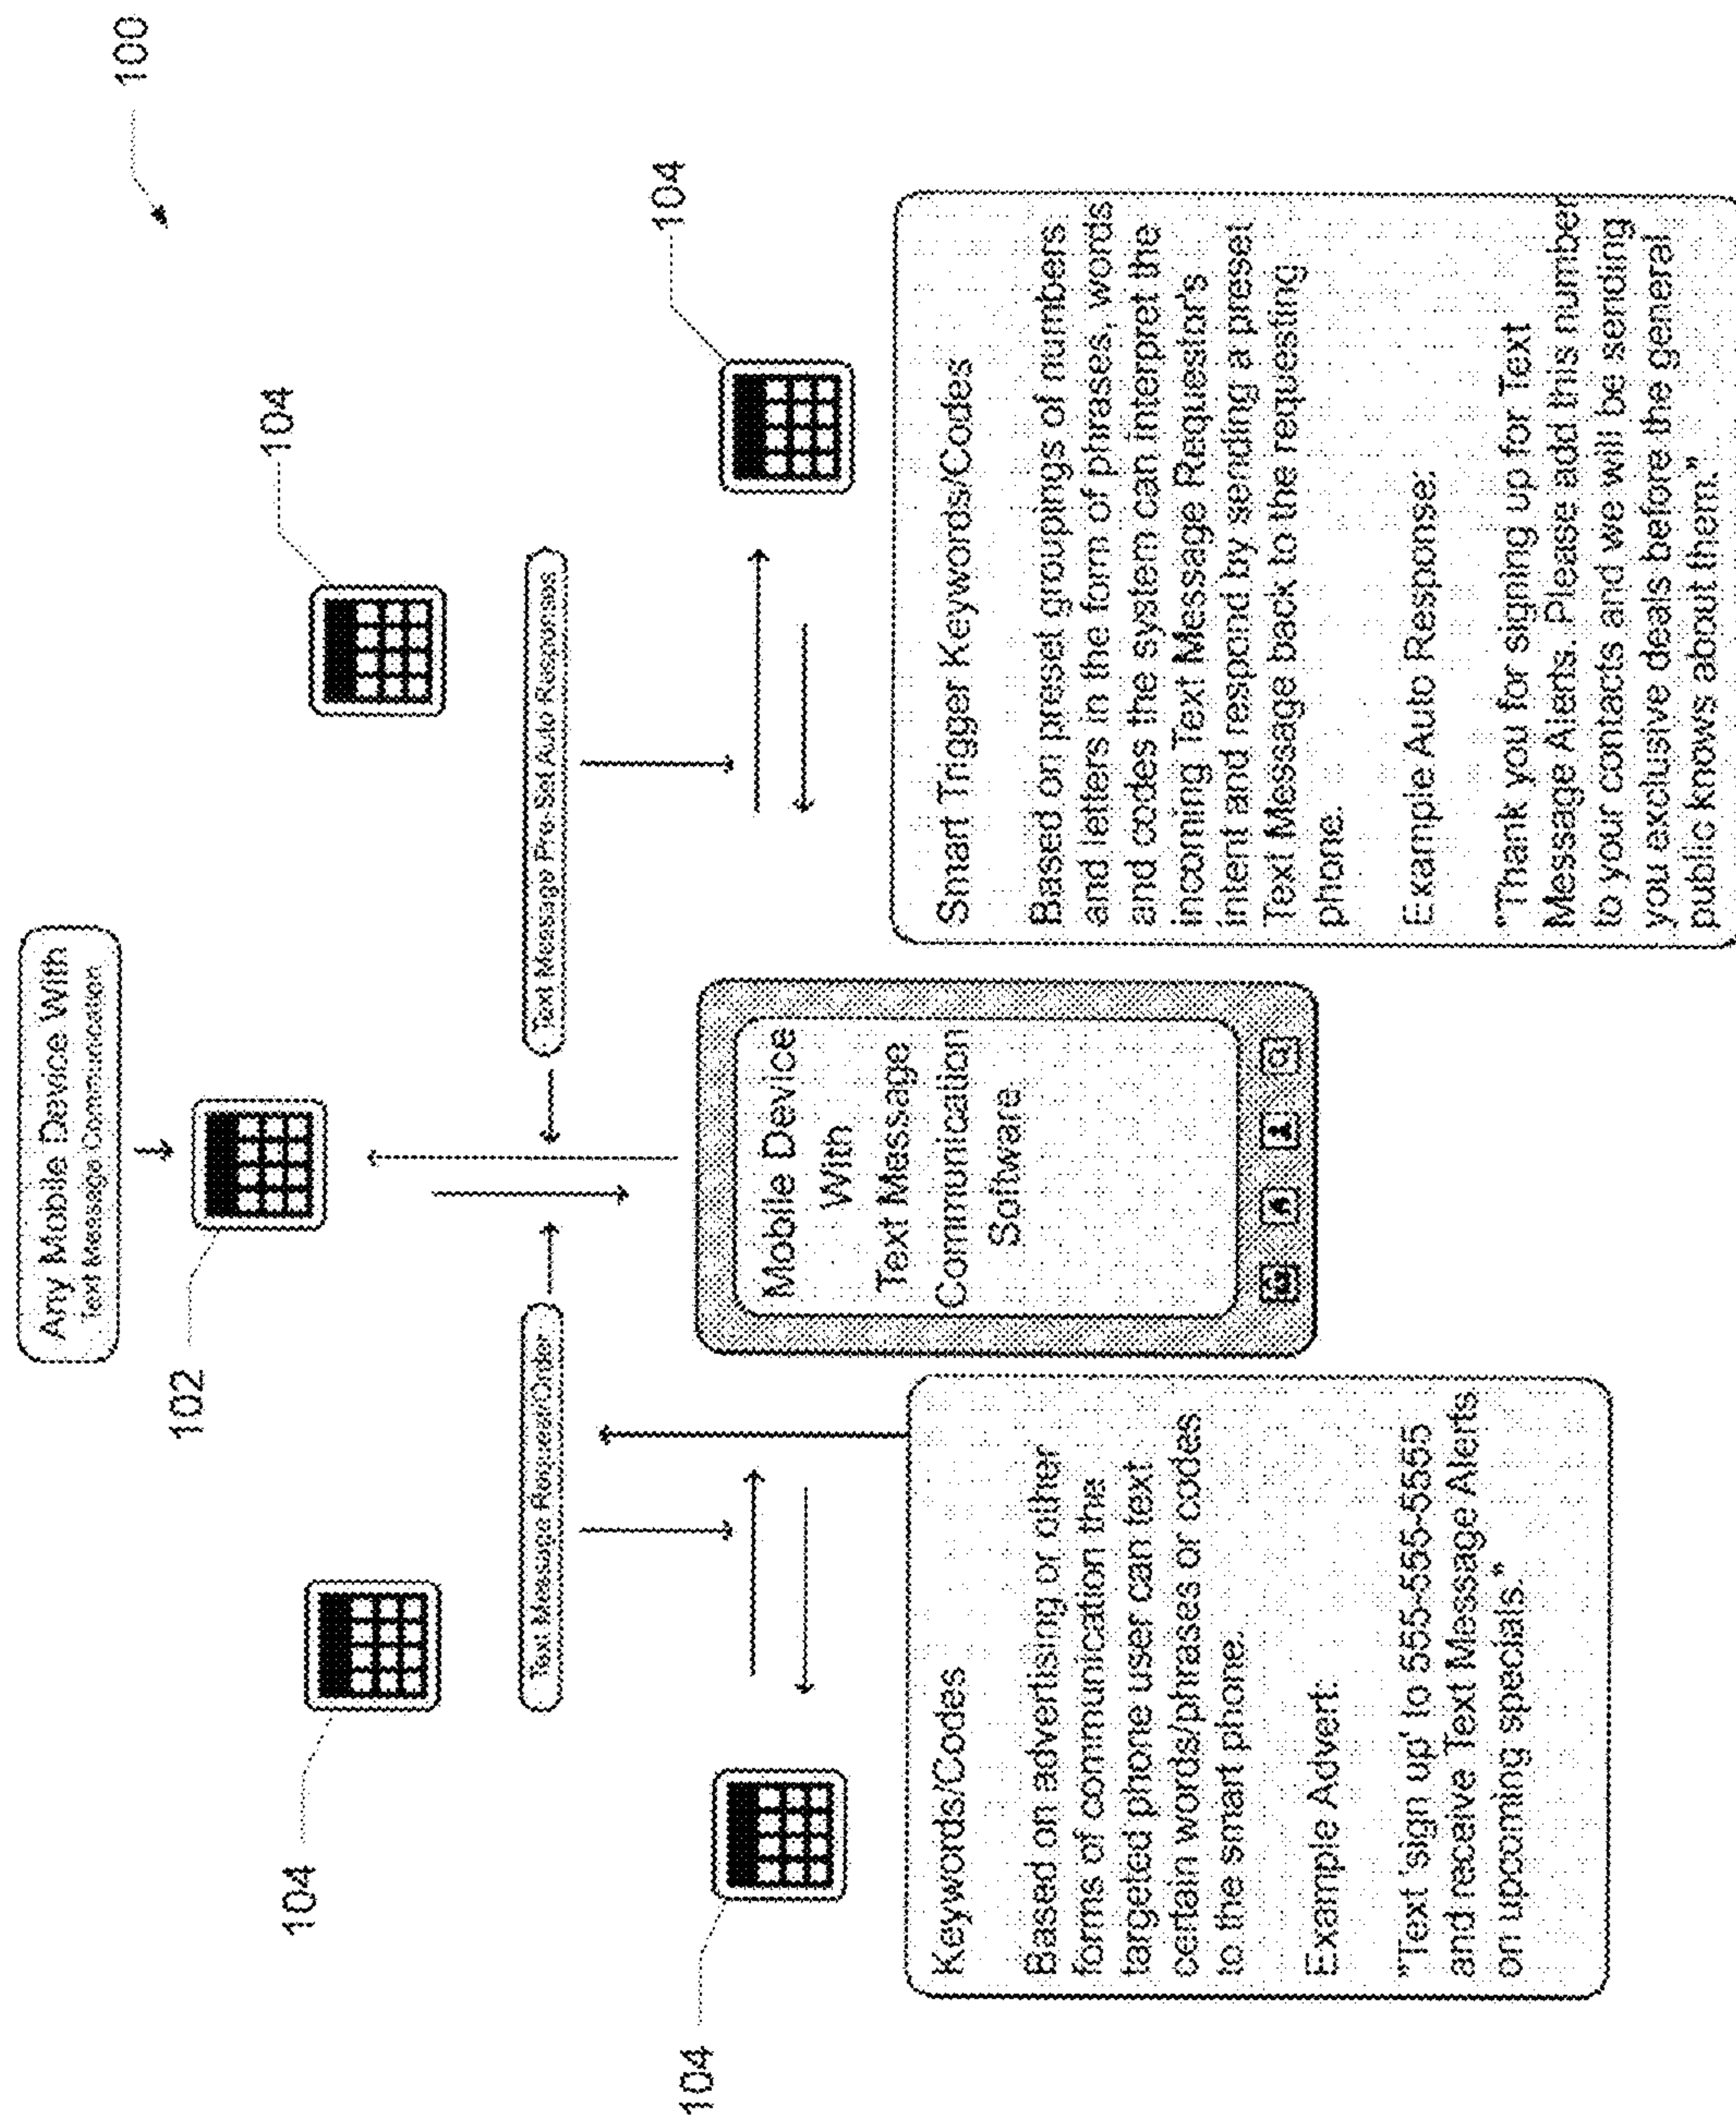 100
Any Mobile Device With
Text Message Communication
102
104
104
104
104
Text Message Request/Order
Text Message Pre-Set Auto Responses
Keywords/Codes
Based on advertising or other
forms of communication the
targeted phone user can text
certain words/phrases or codes
to the smart phone.
Example Advert:
"Text 'sign up' to 555-555-5555
and receive Text Message Alerts
on upcoming specials."
Mobile Device
With
Text Message
Communication
Software
Smart Trigger Keywords/Codes
Based on preset groupings of numbers
and letters in the form of phrases, words
and codes the system can interpret the
incoming Text Message Requestor's
intent and respond by sending a preset
Text Message back to the requesting
phone.
Example Auto Response:
"Thank you for signing up for Text
Message Alerts. Please add this number
to your contacts and we will be sending
you exclusive deals before the general
public knows about them."